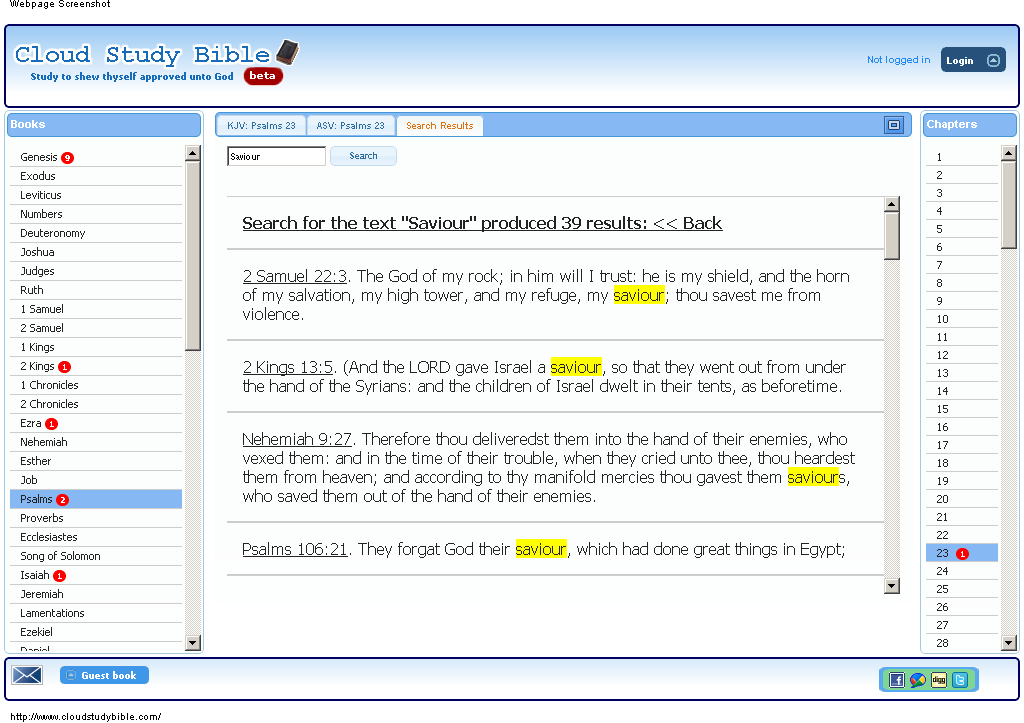 Webpage Screenshot
Cloud Study Bible
Study to shew thyself approved unto God
beta
Not logged in
Login
Books
Genesis 9
Exodus
Leviticus
Numbers
Deuteronomy
Joshua
Judges
Ruth
1 Samuel
2 Samuel
1 Kings
2 Kings 1
1 Chronicles
2 Chronicles
Ezra 1
Nehemiah
Esther
Job
Psalms 2
Proverbs
Ecclesiastes
Song of Solomon
Isaiah 1
Jeremiah
Lamentations
Ezekiel
Daniel
KJV: Psalms 23
ASV: Psalms 23
Search Results
Saviour
Search
Search for the text "Saviour" produced 39 results: << Back
2 Samuel 22:3. The God of my rock; in him will I trust: he is my shield, and the horn
of my salvation, my high tower, and my refuge, my saviour; thou savest me from
violence.
2 Kings 13:5. (And the LORD gave Israel a saviour, so that they went out from under
the hand of the Syrians: and the children of Israel dwelt in their tents, as beforetime.
Nehemiah 9:27. Therefore thou deliveredst them into the hand of their enemies, who
vexed them: and in the time of their trouble, when they cried unto thee, thou heardest
them from heaven; and according to thy manifold mercies thou gavest them saviours,
who saved them out of the hand of their enemies.
Psalms 106:21. They forgat God their saviour, which had done great things in Egypt;
Chapters
1
2
3
4
5
6
7
8
9
10
11
12
13
14
15
16
17
18
19
20
21
22
23 1
24
25
26
27
28
Guest book
digg
http://www.cloudstudybible.com/